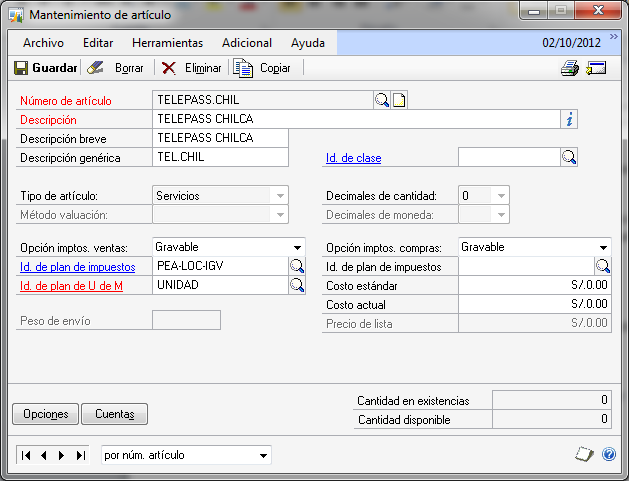 Mantenimiento de artículo
Archivo Editar Herramientas Adicional Ayuda 02/10/2012
Guardar Borrar Eliminar Copiar
Número de artículo TELEPASS.CHIL
Descripción TELEPASS CHILCA
Descripción breve TELEPASS CHILCA
Descripción genérica TEL.CHIL Id. de clase
Tipo de artículo: Servicios Decimales de cantidad: 0
Método valuación: Decimales de moneda:
Opción imptos. ventas: Gravable Opción imptos. compras: Gravable
Id. de plan de impuestos PEA-LOC-IGV Id. de plan de impuestos
Id. de plan de U de M UNIDAD Costo estándar S/.0.00
Costo actual S/.0.00
Peso de envío Precio de lista S/.0.00
Cantidad en existencias 0
Opciones Cuentas Cantidad disponible 0
por núm. artículo